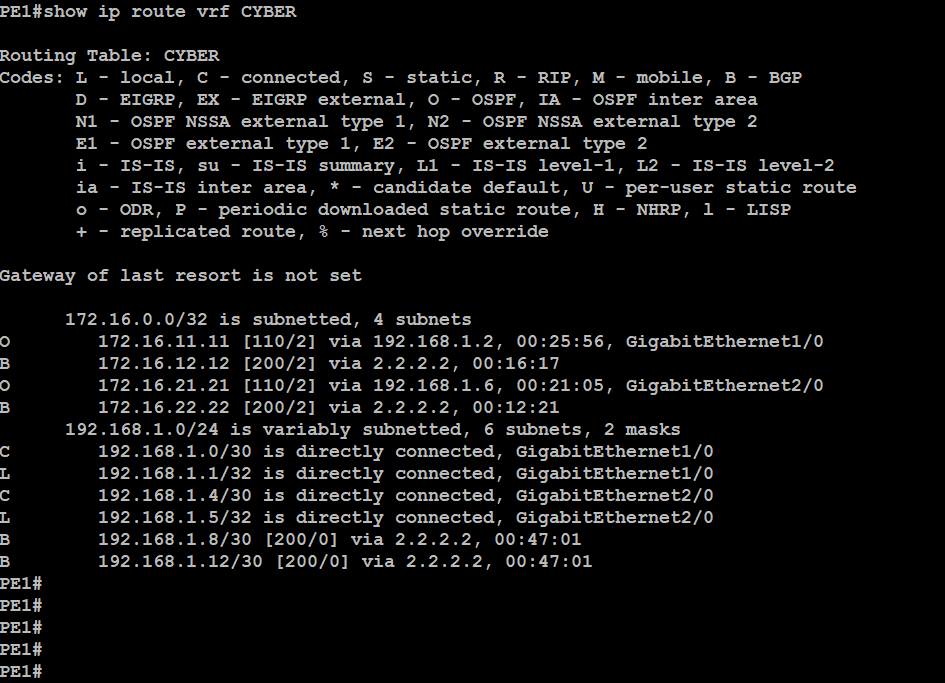 PE1#show ip route vrf CYBER
Routing Table: CYBER
Codes: L - local, C - connected, S - static, R - RIP, M - mobile, B - BGP
       D - EIGRP, EX - EIGRP external, O - OSPF, IA - OSPF inter area
       N1 - OSPF NSSA external type 1, N2 - OSPF NSSA external type 2
       E1 - OSPF external type 1, E2 - OSPF external type 2
       i - IS-IS, su - IS-IS summary, L1 - IS-IS level-1, L2 - IS-IS level-2
       ia - IS-IS inter area, * - candidate default, U - per-user static route
       o - ODR, P - periodic downloaded static route, H - NHRP, l - LISP
       + - replicated route, % - next hop override
Gateway of last resort is not set
      172.16.0.0/32 is subnetted, 4 subnets
O        172.16.11.11 [110/2] via 192.168.1.2, 00:25:56, GigabitEthernet1/0
B        172.16.12.12 [200/2] via 2.2.2.2, 00:16:17
O        172.16.21.21 [110/2] via 192.168.1.6, 00:21:05, GigabitEthernet2/0
B        172.16.22.22 [200/2] via 2.2.2.2, 00:12:21
      192.168.1.0/24 is variably subnetted, 6 subnets, 2 masks
C        192.168.1.0/30 is directly connected, GigabitEthernet1/0
L        192.168.1.1/32 is directly connected, GigabitEthernet1/0
C        192.168.1.4/30 is directly connected, GigabitEthernet2/0
L        192.168.1.5/32 is directly connected, GigabitEthernet2/0
B        192.168.1.8/30 [200/0] via 2.2.2.2, 00:47:01
B        192.168.1.12/30 [200/0] via 2.2.2.2, 00:47:01
PE1#
PE1#
PE1#
PE1#
PE1#